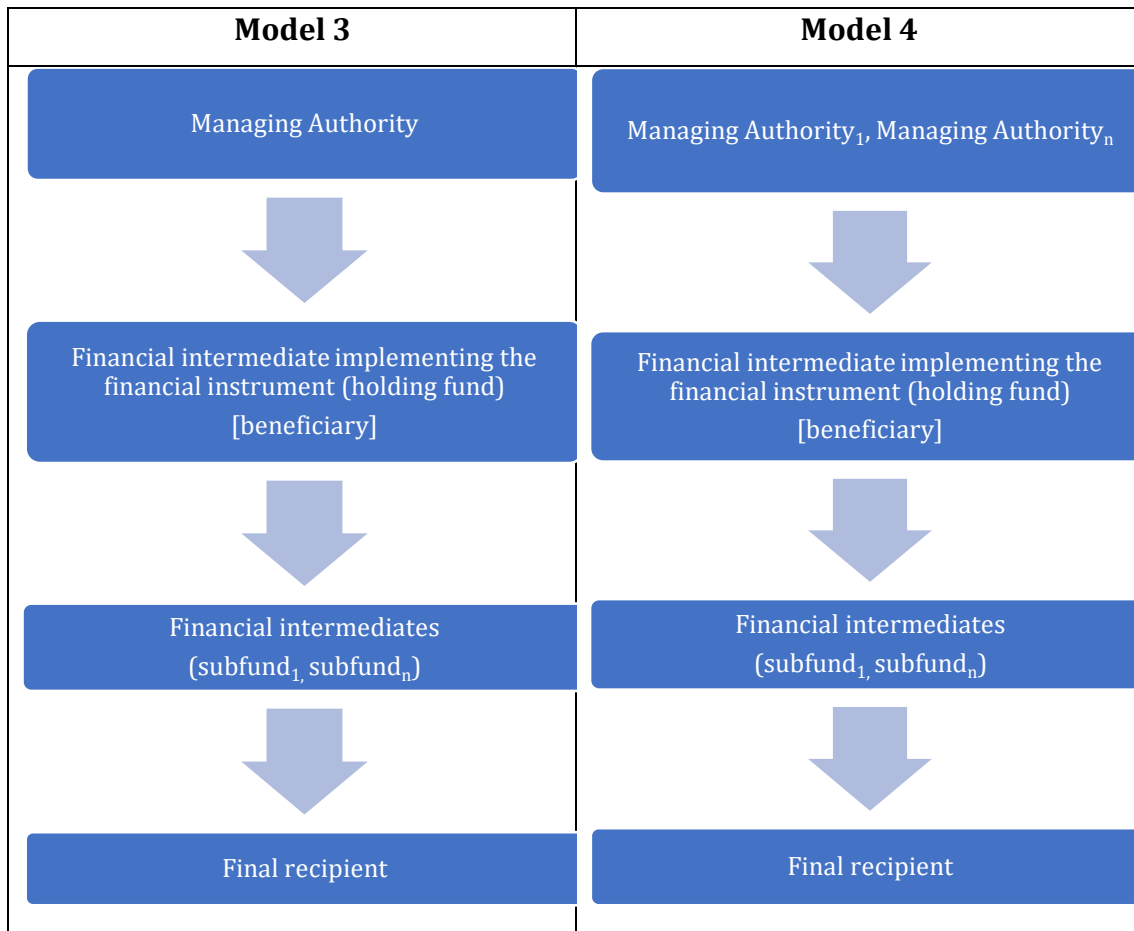 Model 3
Model 4
Managing Authority
Financial intermediate implementing the
financial instrument (holding fund)
[beneficiary]
Financial intermediates
(subfund₁, subfundₙ)
Final recipient
Managing Authority₁, Managing Authorityₙ
Financial intermediate implementing the
financial instrument (holding fund)
[beneficiary]
Financial intermediates
(subfund₁, subfundₙ)
Final recipient